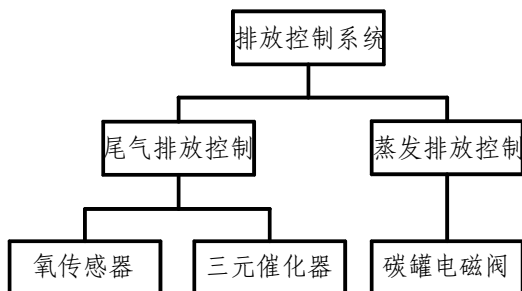 排放控制系统
尾气排放控制
蒸发排放控制
氧传感器
三元催化器
碳罐电磁阀